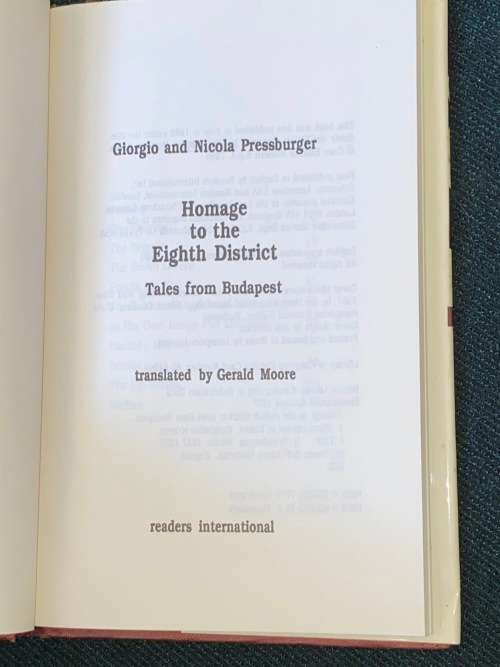 Giorgio and Nicola Pressburger
Homage
to the
Eighth District
Tales from Budapest
translated by Gerald Moore
readers international